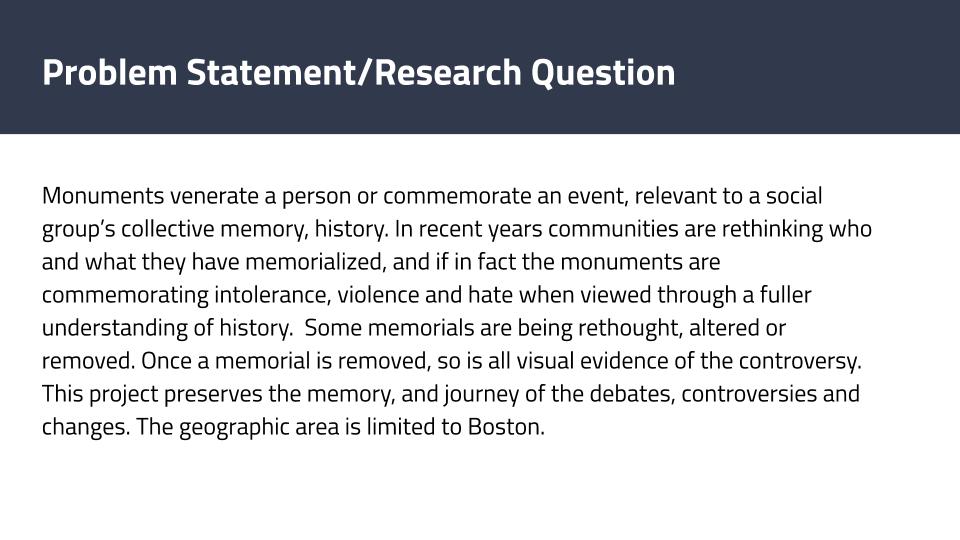 Problem Statement/Research Question
Monuments venerate a person or commemorate an event, relevant to a social
group’s collective memory, history. In recent years communities are rethinking who
and what they have memorialized, and if in fact the monuments are
commemorating intolerance, violence and hate when viewed through a fuller
understanding of history.  Some memorials are being rethought, altered or
removed. Once a memorial is removed, so is all visual evidence of the controversy.
This project preserves the memory, and journey of the debates, controversies and
changes. The geographic area is limited to Boston.